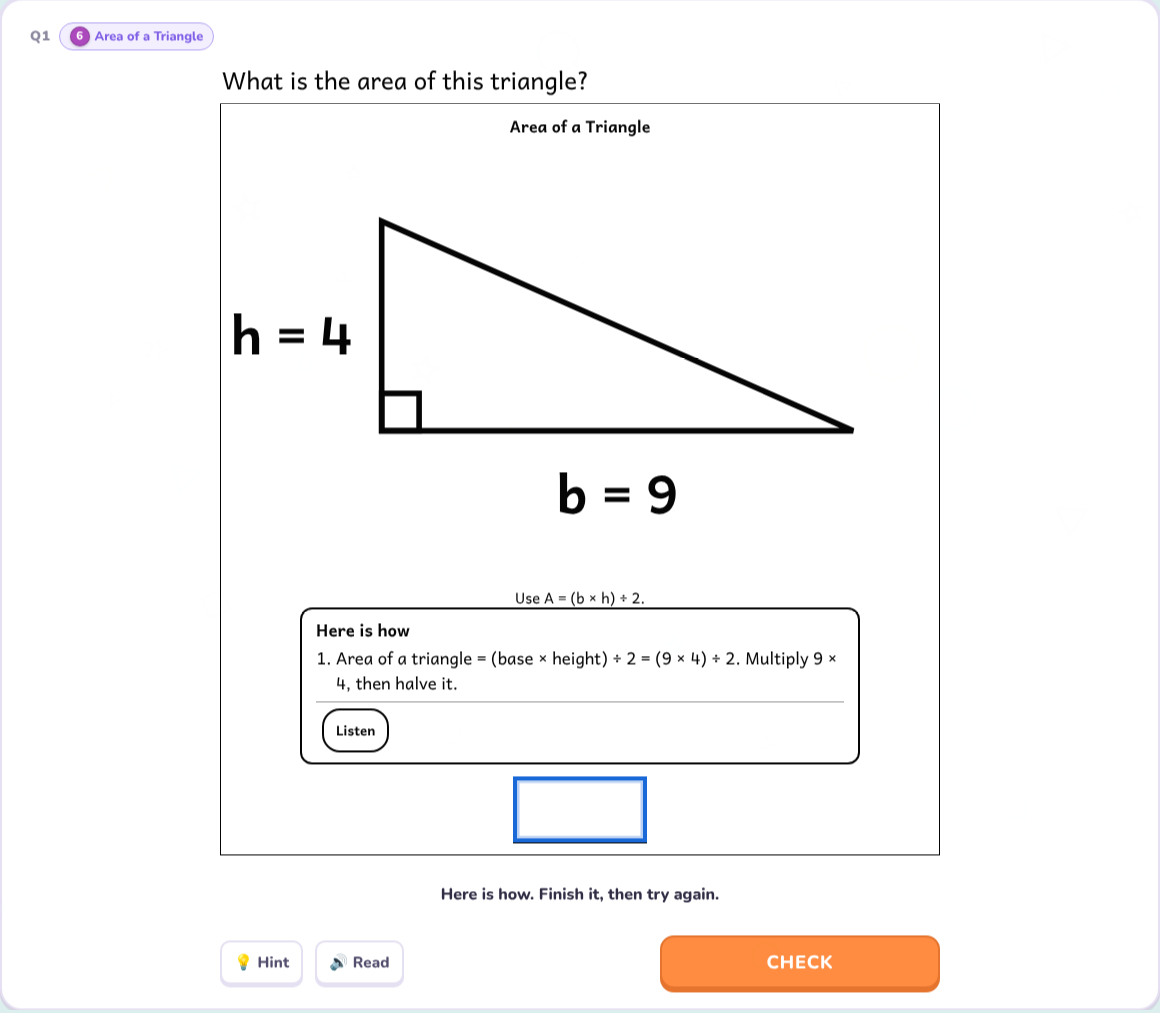 Q1 6 Area of a Triangle
What is the area of this triangle?
Area of a Triangle
h = 4
b = 9
Use A = (b × h) ÷ 2.
Here is how
1. Area of a triangle = (base × height) ÷ 2 = (9 × 4) ÷ 2. Multiply 9 ×
4, then halve it.
Listen
Here is how. Finish it, then try again.
Hint Read CHECK